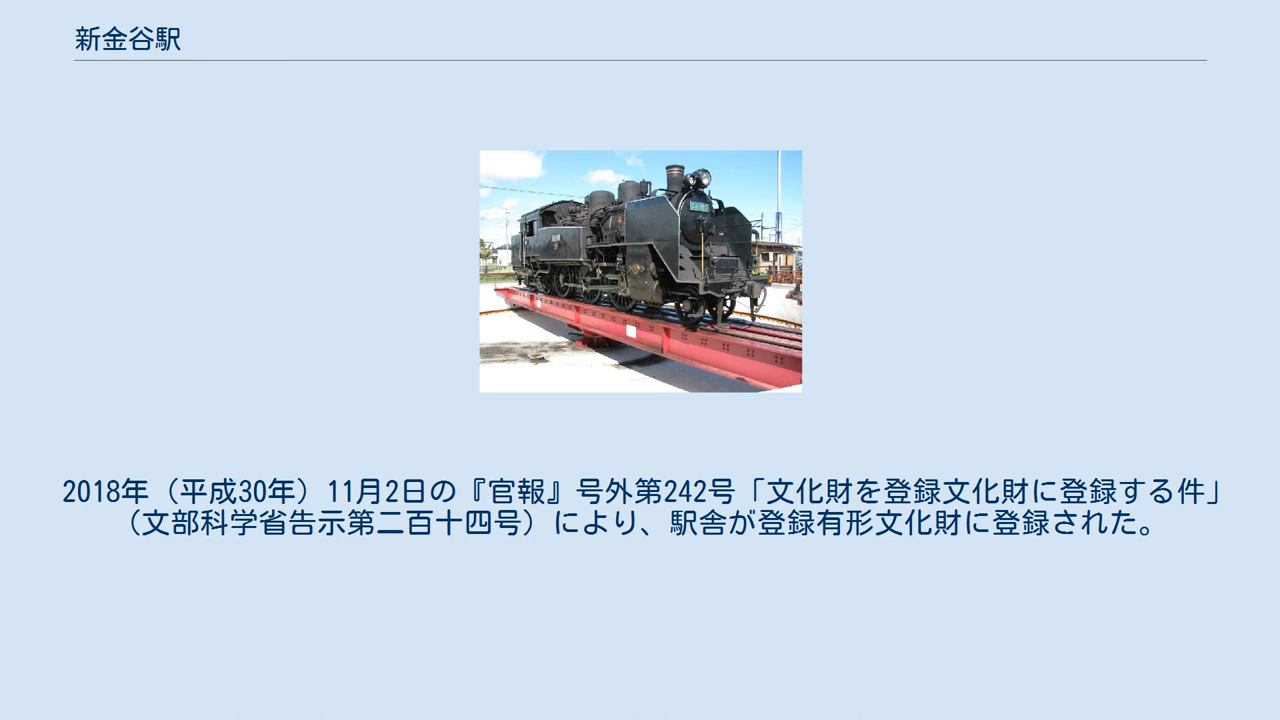 新金谷駅
2018年（平成30年）11月2日の『官報』号外第242号「文化財を登録文化財に登録する件」
（文部科学省告示第二百十四号）により、駅舎が登録有形文化財に登録された。